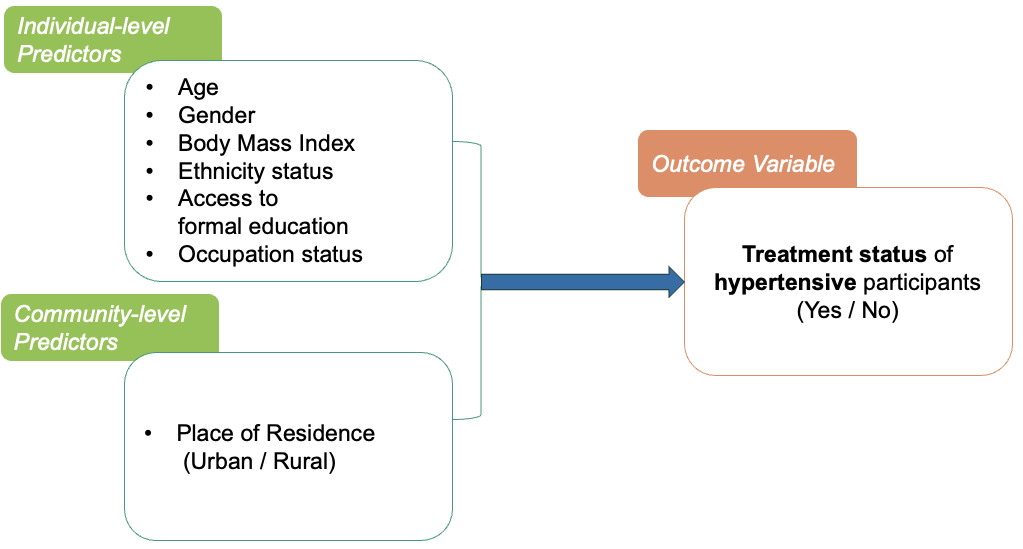 Individual-level
Predictors
• Age
• Gender
• Body Mass Index
• Ethnicity status
• Access to
formal education
• Occupation status
Community-level
Predictors
• Place of Residence
(Urban / Rural)
Outcome Variable
Treatment status of
hypertensive participants
(Yes / No)